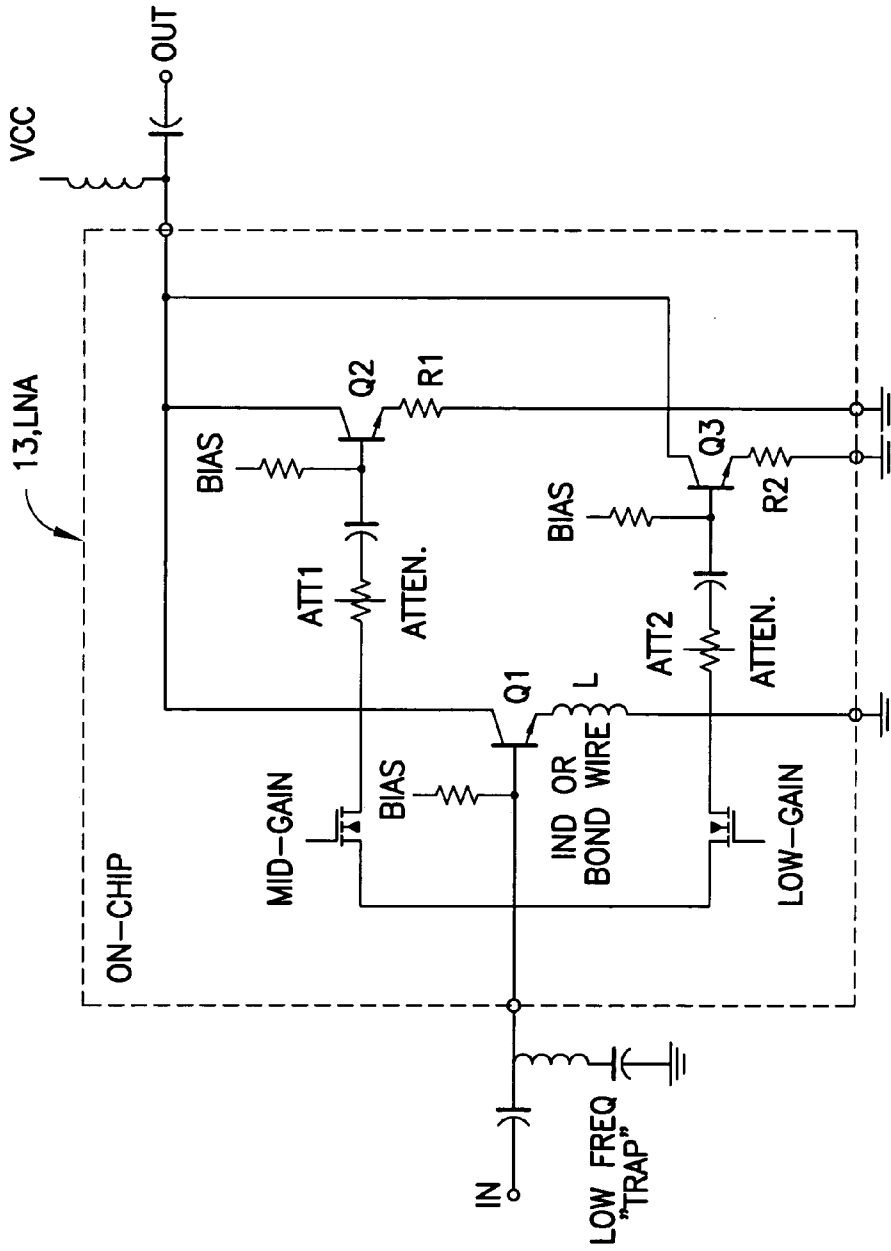 13,LNA
VCC
OUT
ON-CHIP
BIAS
Q2
R1
ATT1
ATTEN.
MID-GAIN
BIAS
Q1
L
IND OR
BOND WIRE
BIAS
Q3
R2
ATT2
ATTEN.
LOW-GAIN
IN
LOW FREQ
"TRAP"